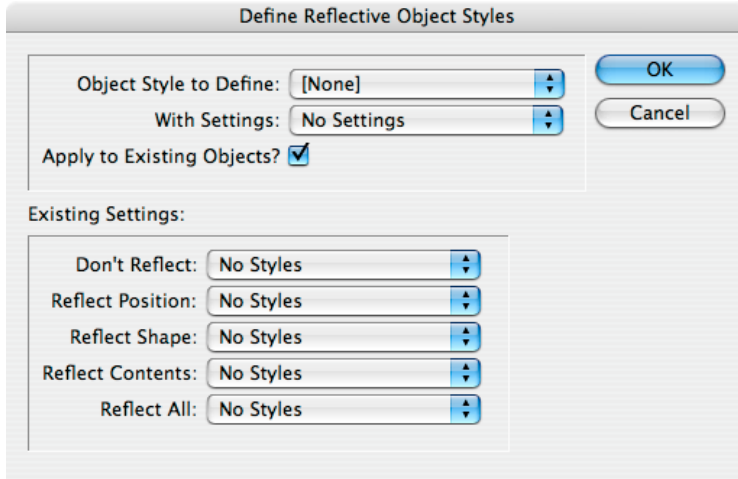 Define Reflective Object Styles
Object Style to Define: [None]
OK
With Settings: No Settings
Cancel
Apply to Existing Objects?
Existing Settings:
Don't Reflect: No Styles
Reflect Position: No Styles
Reflect Shape: No Styles
Reflect Contents: No Styles
Reflect All: No Styles